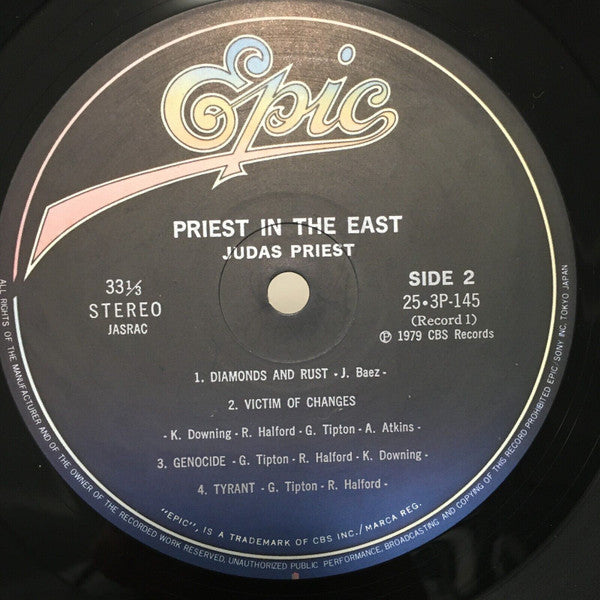 Epic
PRIEST IN THE EAST
JUDAS PRIEST
33⅓
STEREO
JASRAC
SIDE 2
25•3P-145
(Record 1)
Ⓟ 1979 CBS Records
1. DIAMONDS AND RUST - J. Baez -
2. VICTIM OF CHANGES
- K. Downing - R. Halford - G. Tipton - A. Atkins -
3. GENOCIDE - G. Tipton - R. Halford - K. Downing -
4. TYRANT - G. Tipton - R. Halford -
"EPIC", IS A TRADEMARK OF CBS INC./MARCA REG.
ALL RIGHTS OF THE MANUFACTURER AND OF THE OWNER OF THE RECORDED WORK RESERVED, UNAUTHORIZED PUBLIC PERFORMANCE, BROADCASTING AND COPYING OF THIS RECORD PROHIBITED EPIC/SONY INC. TOKYO JAPAN